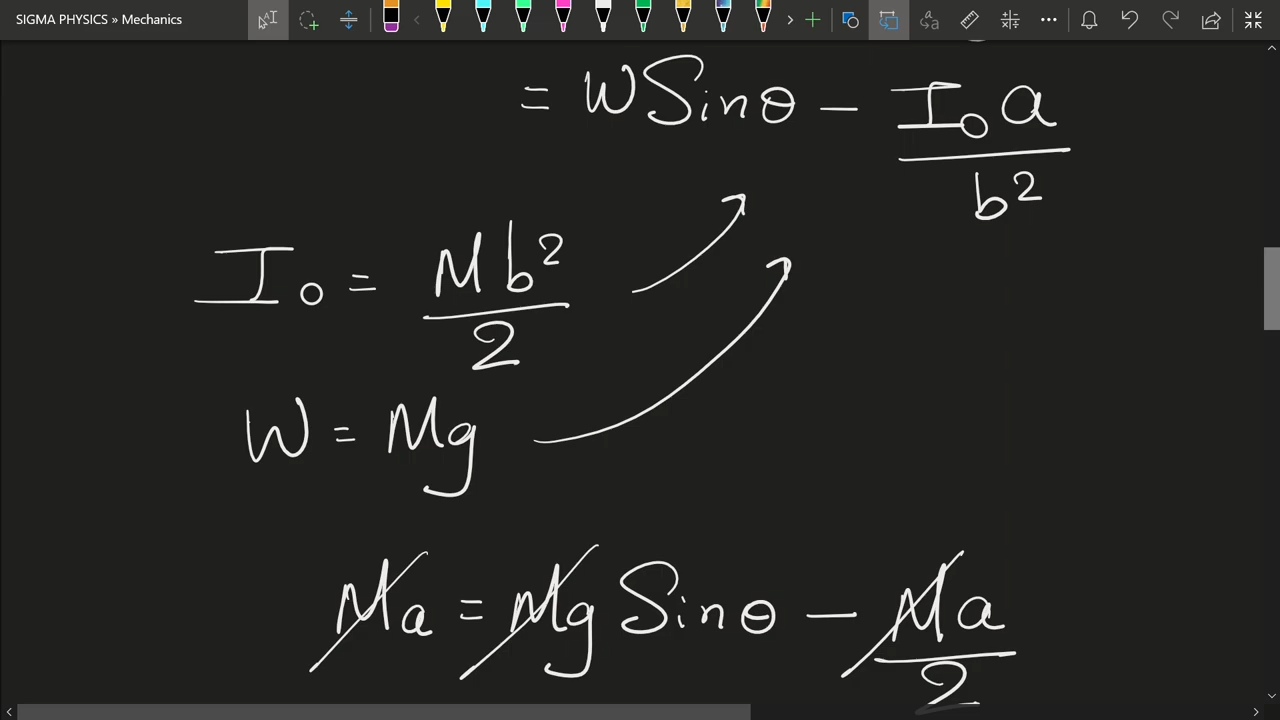 SIGMA PHYSICS » Mechanics
= W Sinθ − I₀a / b²
I₀ = Mb² / 2
W = Mg
Ma = Mg Sinθ − Ma / 2